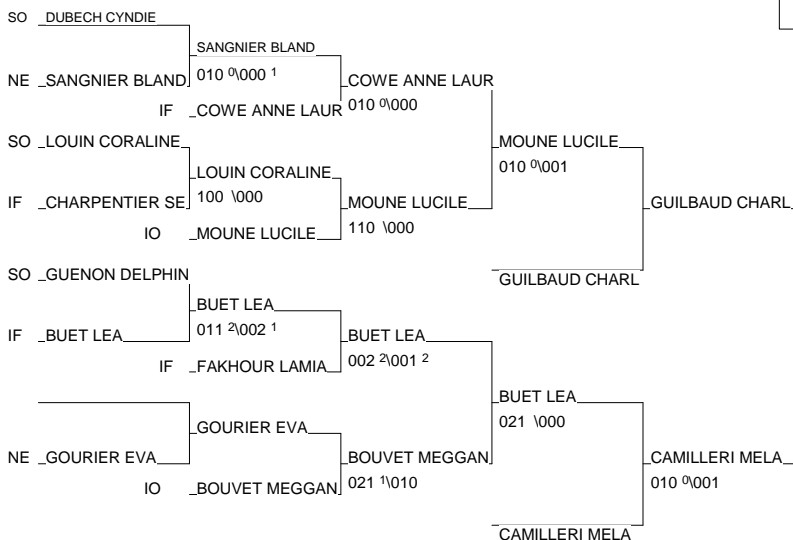 SO DUBECH CYNDIE
SANGNIER BLAND
NE SANGNIER BLAND 010 0\000 1 COWE ANNE LAUR
IF COWE ANNE LAUR 010 0\000
SO LOUIN CORALINE MOUNE LUCILE
010 0\001
LOUIN CORALINE
IF CHARPENTIER SE 100 \000 MOUNE LUCILE GUILBAUD CHARL
IO MOUNE LUCILE 110 \000
SO GUENON DELPHIN GUILBAUD CHARL
BUET LEA
IF BUET LEA 011 2\002 1 BUET LEA
IF FAKHOUR LAMIA 002 2\001 2
BUET LEA
GOURIER EVA 021 \000
NE GOURIER EVA BOUVET MEGGAN CAMILLERI MELA
IO BOUVET MEGGAN 021 1\010 010 0\001
CAMILLERI MELA